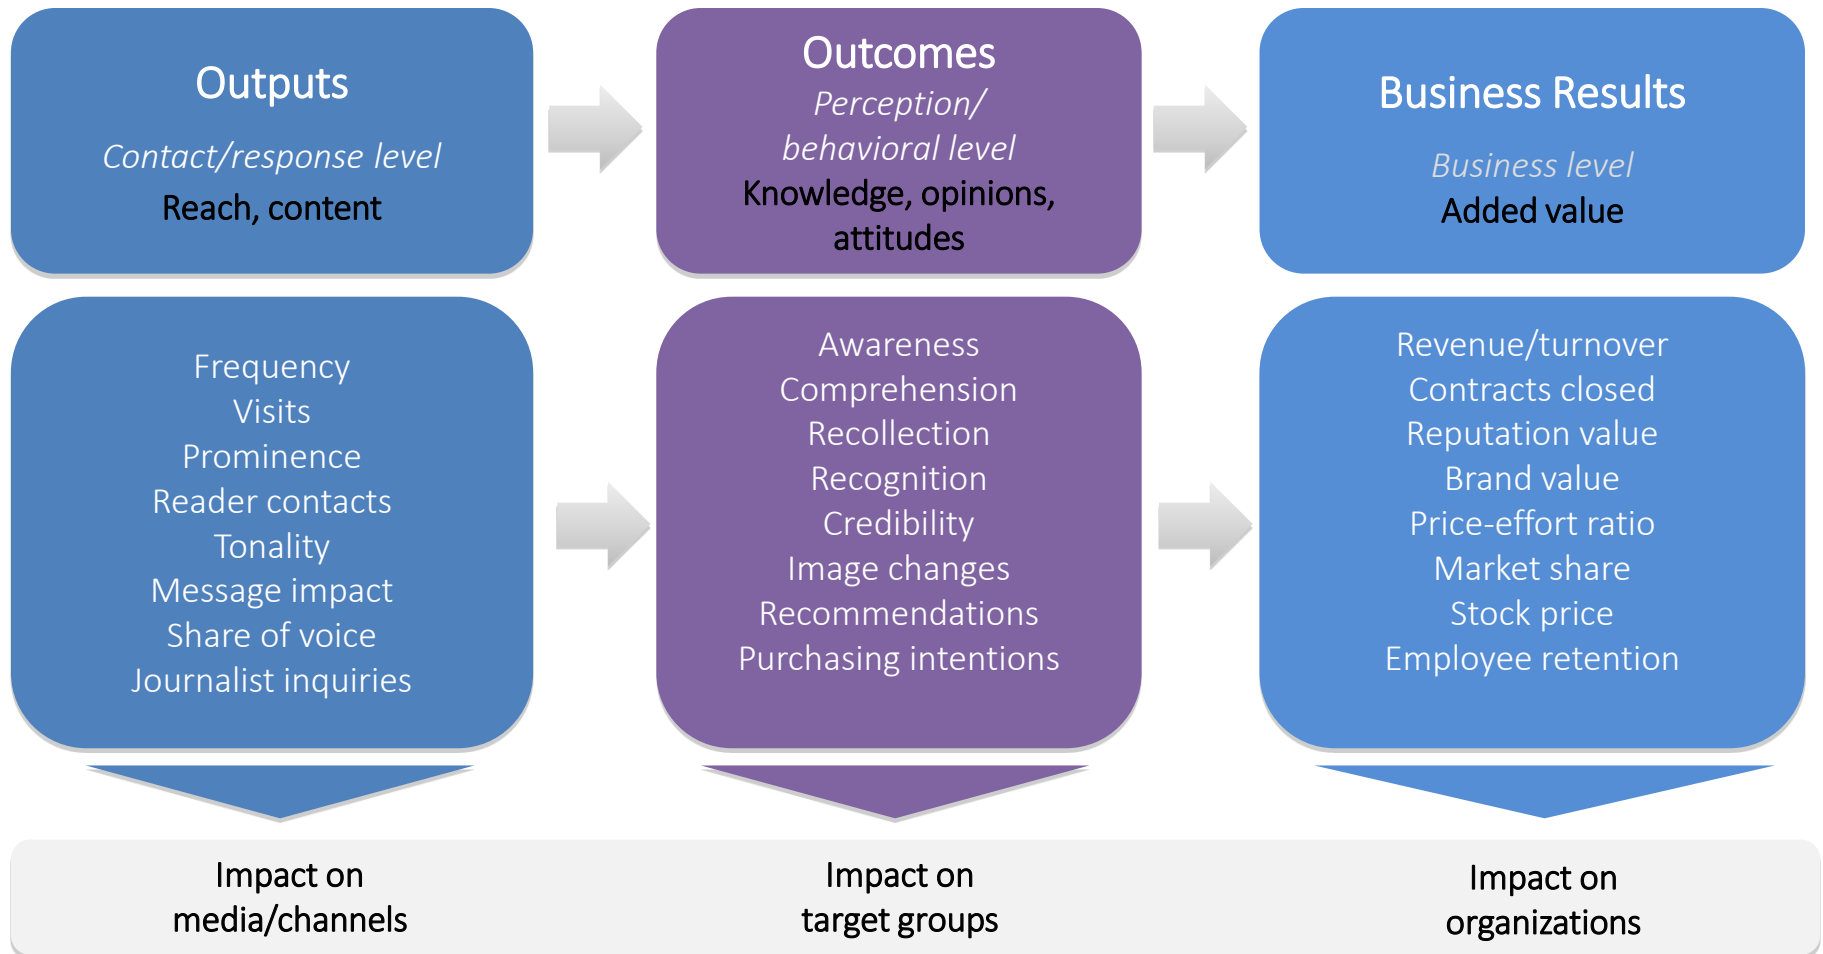 Outputs
Contact/response level
Reach, content
Outcomes
Perception/
behavioral level
Knowledge, opinions,
attitudes
Business Results
Business level
Added value
Frequency
Visits
Prominence
Reader contacts
Tonality
Message impact
Share of voice
Journalist inquiries
Awareness
Comprehension
Recollection
Recognition
Credibility
Image changes
Recommendations
Purchasing intentions
Revenue/turnover
Contracts closed
Reputation value
Brand value
Price-effort ratio
Market share
Stock price
Employee retention
Impact on
media/channels
Impact on
target groups
Impact on
organizations